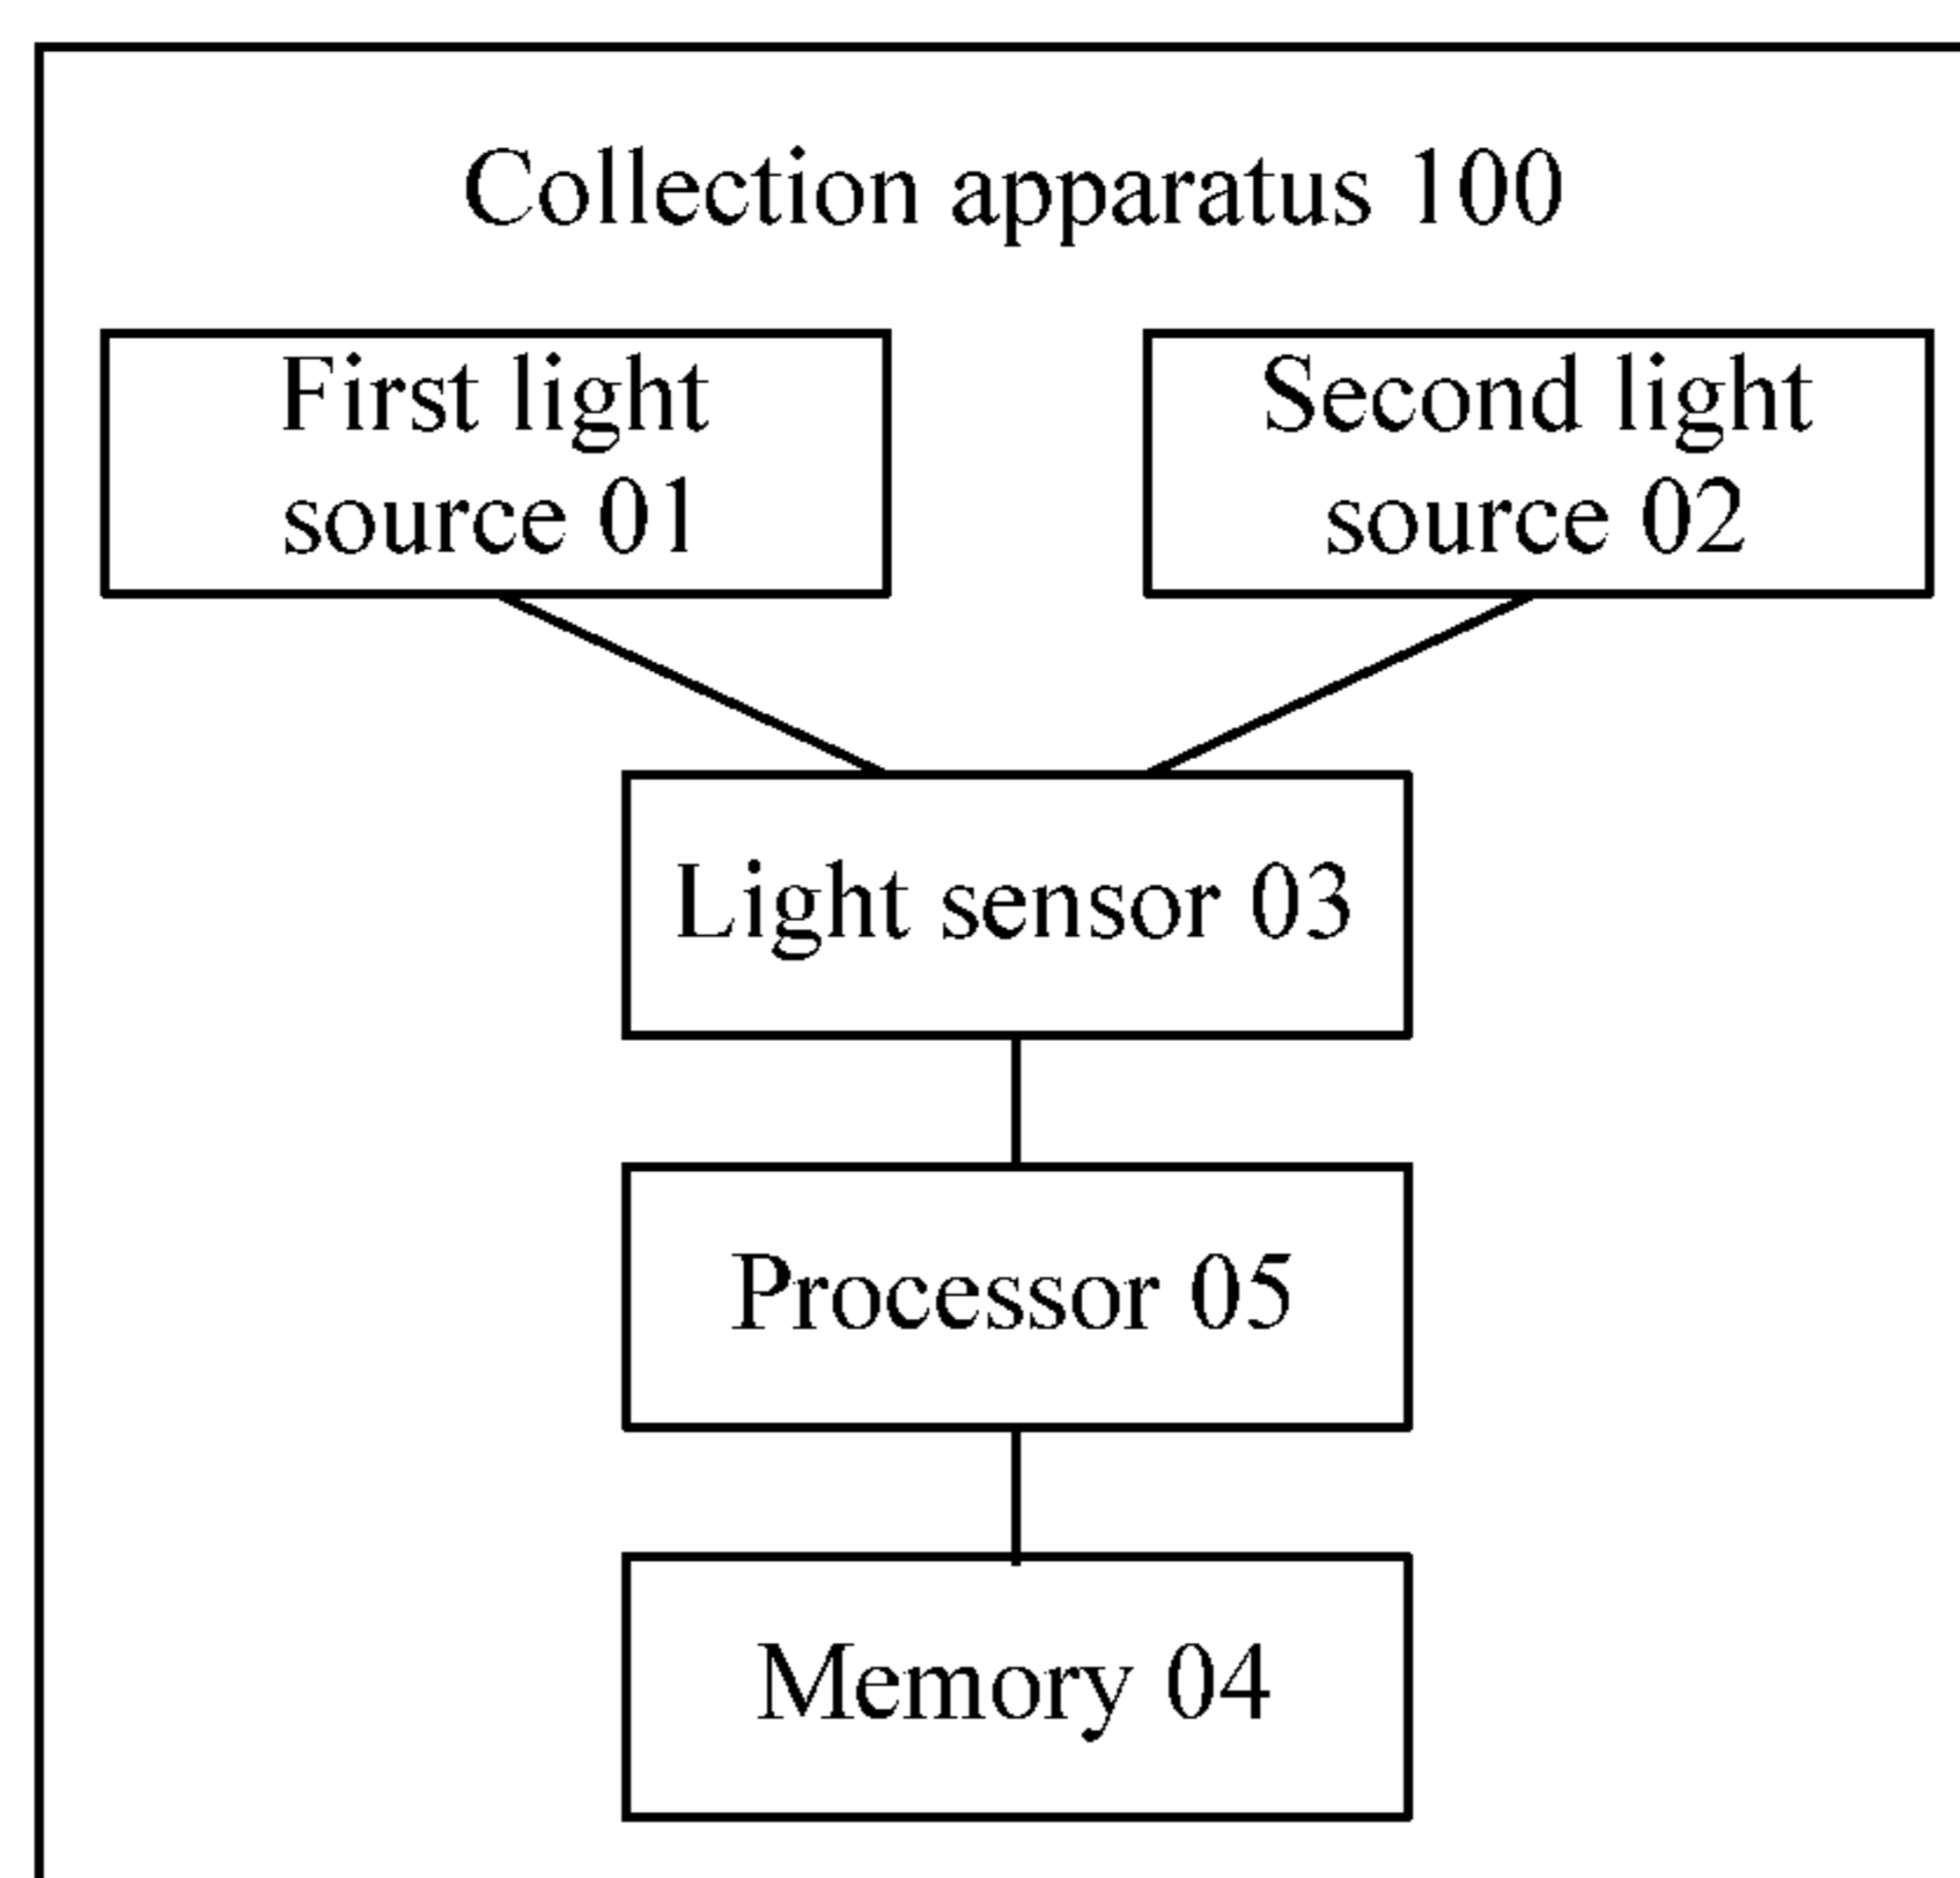 Collection apparatus 100
First light
source 01
Second light
source 02
Light sensor 03
Processor 05
Memory 04